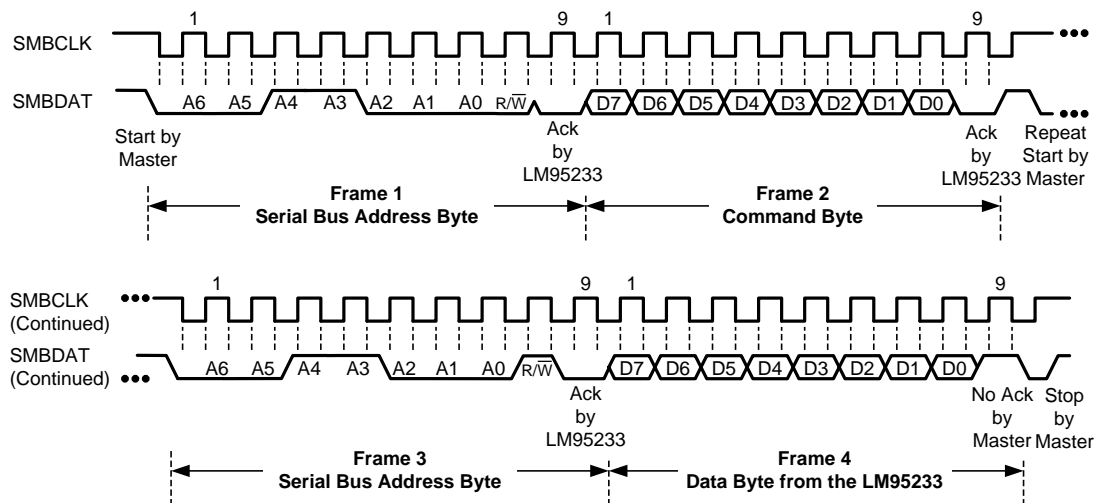 1 9 1 9
SMBCLK
SMBDAT
A6 A5 A4 A3 A2 A1 A0 R/W̅ D7 D6 D5 D4 D3 D2 D1 D0
Start by
Master
Ack
by
LM95233
Ack
by
LM95233
Repeat
Start by
Master
Frame 1
Serial Bus Address Byte
Frame 2
Command Byte
1 9 1 9
SMBCLK
(Continued)
SMBDAT
(Continued)
A6 A5 A4 A3 A2 A1 A0 R/W̅ D7 D6 D5 D4 D3 D2 D1 D0
Ack
by
LM95233
No Ack
by
Master
Stop
by
Master
Frame 3
Serial Bus Address Byte
Frame 4
Data Byte from the LM95233